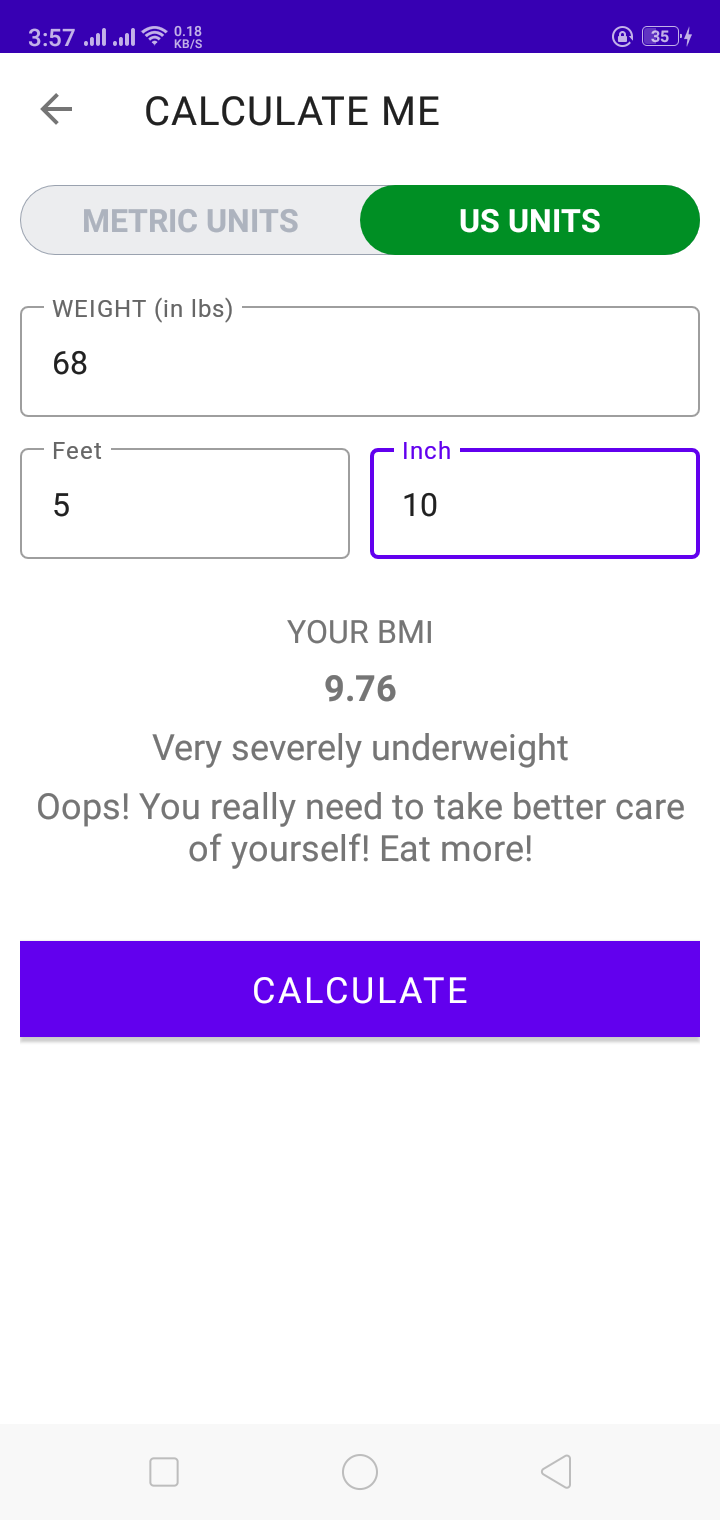 3:57 0.18 KB/S 35
CALCULATE ME
METRIC UNITS US UNITS
WEIGHT (in lbs)
68
Feet Inch
5 10
YOUR BMI
9.76
Very severely underweight
Oops! You really need to take better care
of yourself! Eat more!
CALCULATE